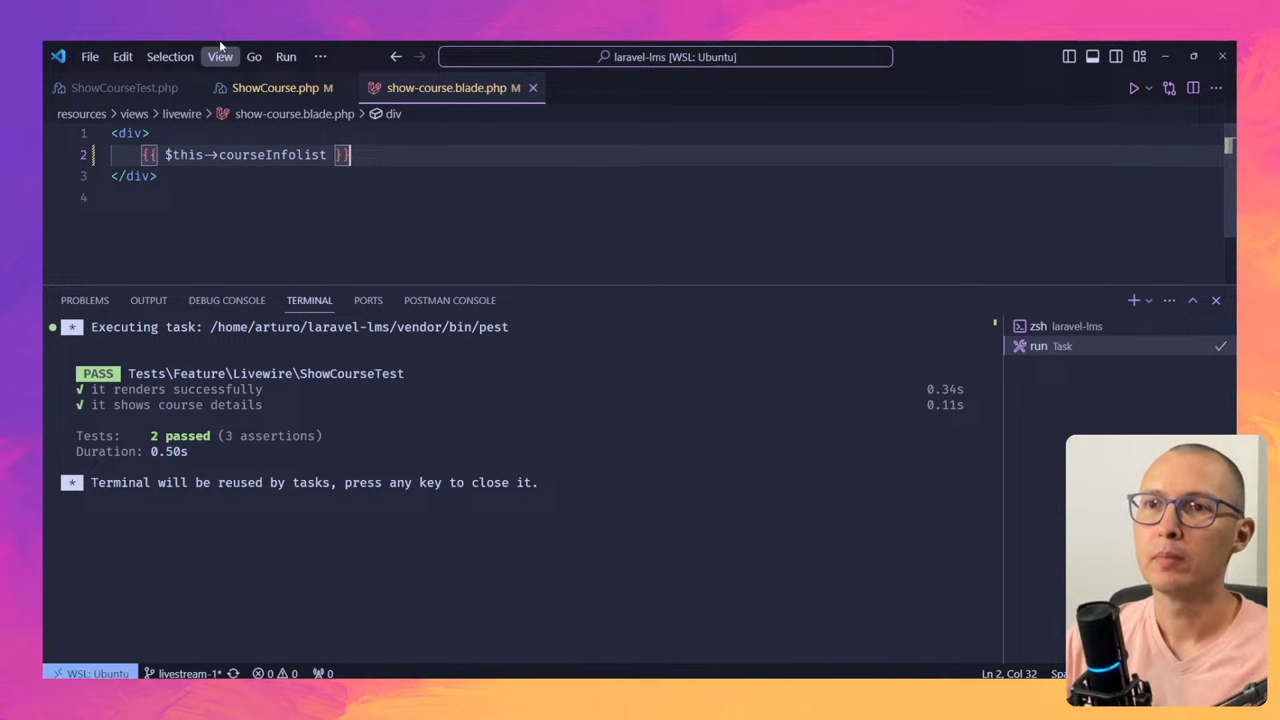 File Edit Selection View Go Run ··· laravel-lms [WSL: Ubuntu]
ShowCourseTest.php ShowCourse.php M show-course.blade.php M
resources > views > livewire > show-course.blade.php > div
1 <div>
2 {{ $this->courseInfolist }}
3 </div>
4
PROBLEMS OUTPUT DEBUG CONSOLE TERMINAL PORTS POSTMAN CONSOLE
* Executing task: /home/arturo/laravel-lms/vendor/bin/pest
zsh laravel-lms
run Task
PASS Tests\Feature\Livewire\ShowCourseTest
✓ it renders successfully 0.34s
✓ it shows course details 0.11s
Tests: 2 passed (3 assertions)
Duration: 0.50s
* Terminal will be reused by tasks, press any key to close it.
WSL: Ubuntu livestream-1* 0 0 0 Ln 2, Col 32